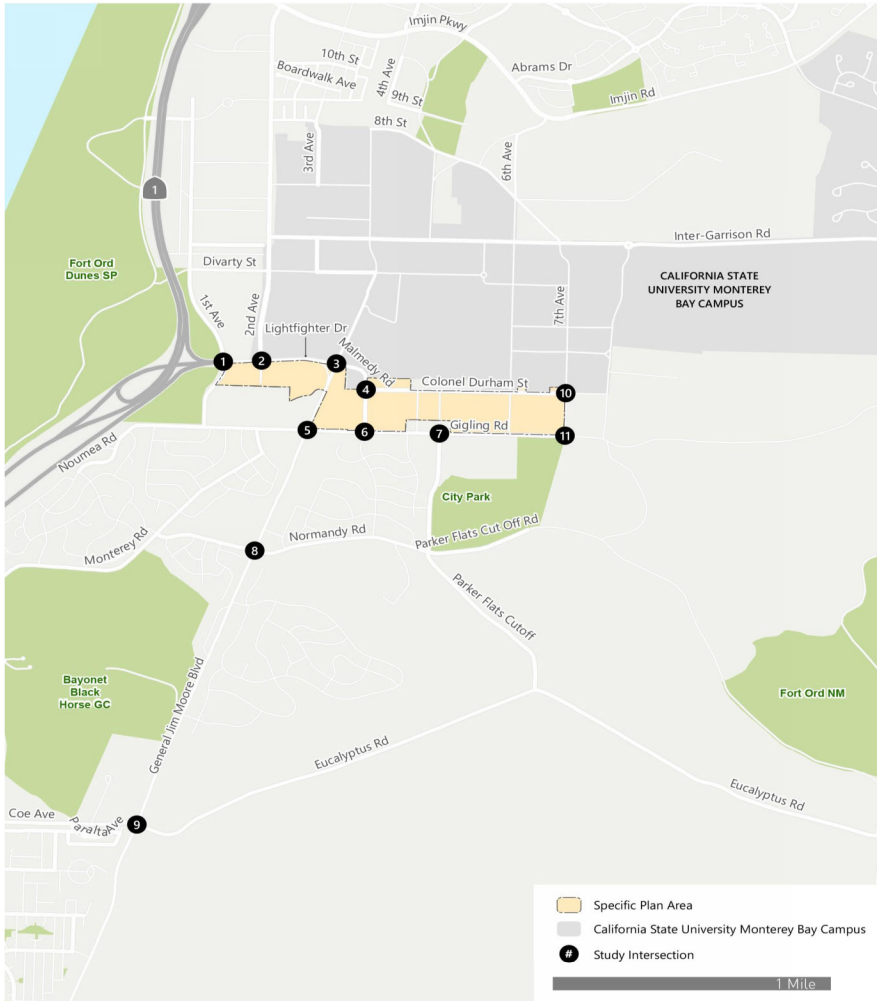 Imjin Pkwy
10th St
4th Ave
Boardwalk Ave
Abrams Dr
9th St
Imjin Rd
8th St
3rd Ave
6th Ave
1
Inter-Garrison Rd
Divarty St
Fort Ord
Dunes SP
CALIFORNIA STATE
UNIVERSITY MONTEREY
BAY CAMPUS
1st Ave
2nd Ave
7th Ave
Lightfighter Dr
Malmedy Rd
1
2
3
Colonel Durham St
4
10
Gigling Rd
5
6
7
11
Noumea Rd
City Park
Monterey Rd
Normandy Rd
Parker Flats Cut Off Rd
8
Parker Flats Cutoff
Bayonet
Black
Horse GC
General Jim Moore Blvd
Fort Ord NM
Eucalyptus Rd
Eucalyptus Rd
Coe Ave
Paralta Ave
9
Specific Plan Area
California State University Monterey Bay Campus
# Study Intersection
1 Mile